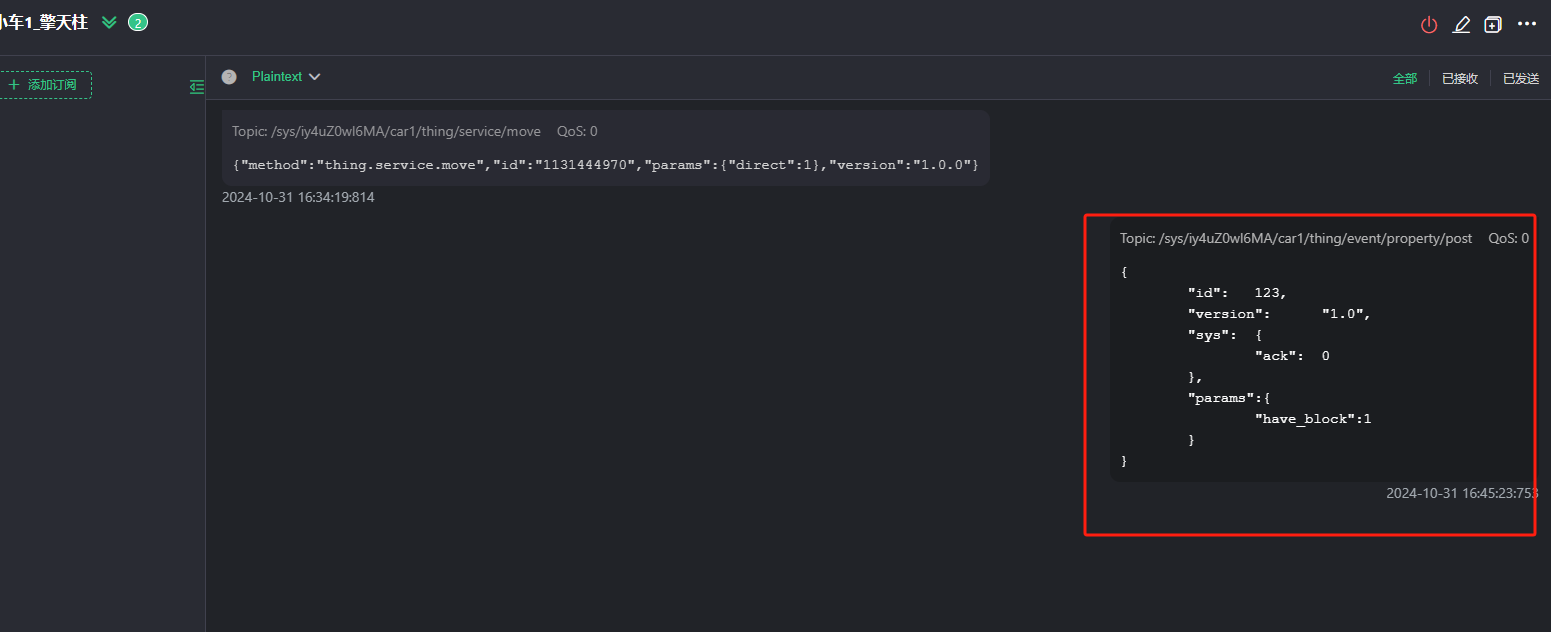 小车1_擎天柱 2
+ 添加订阅
? Plaintext
全部 已接收 已发送
Topic: /sys/iy4uZ0wl6MA/car1/thing/service/move QoS: 0
{"method":"thing.service.move","id":"1131444970","params":{"direct":1},"version":"1.0.0"}
2024-10-31 16:34:19:814
Topic: /sys/iy4uZ0wl6MA/car1/thing/event/property/post QoS: 0
{
"id": 123,
"version": "1.0",
"sys": {
"ack": 0
},
"params":{
"have_block":1
}
}
2024-10-31 16:45:23:753